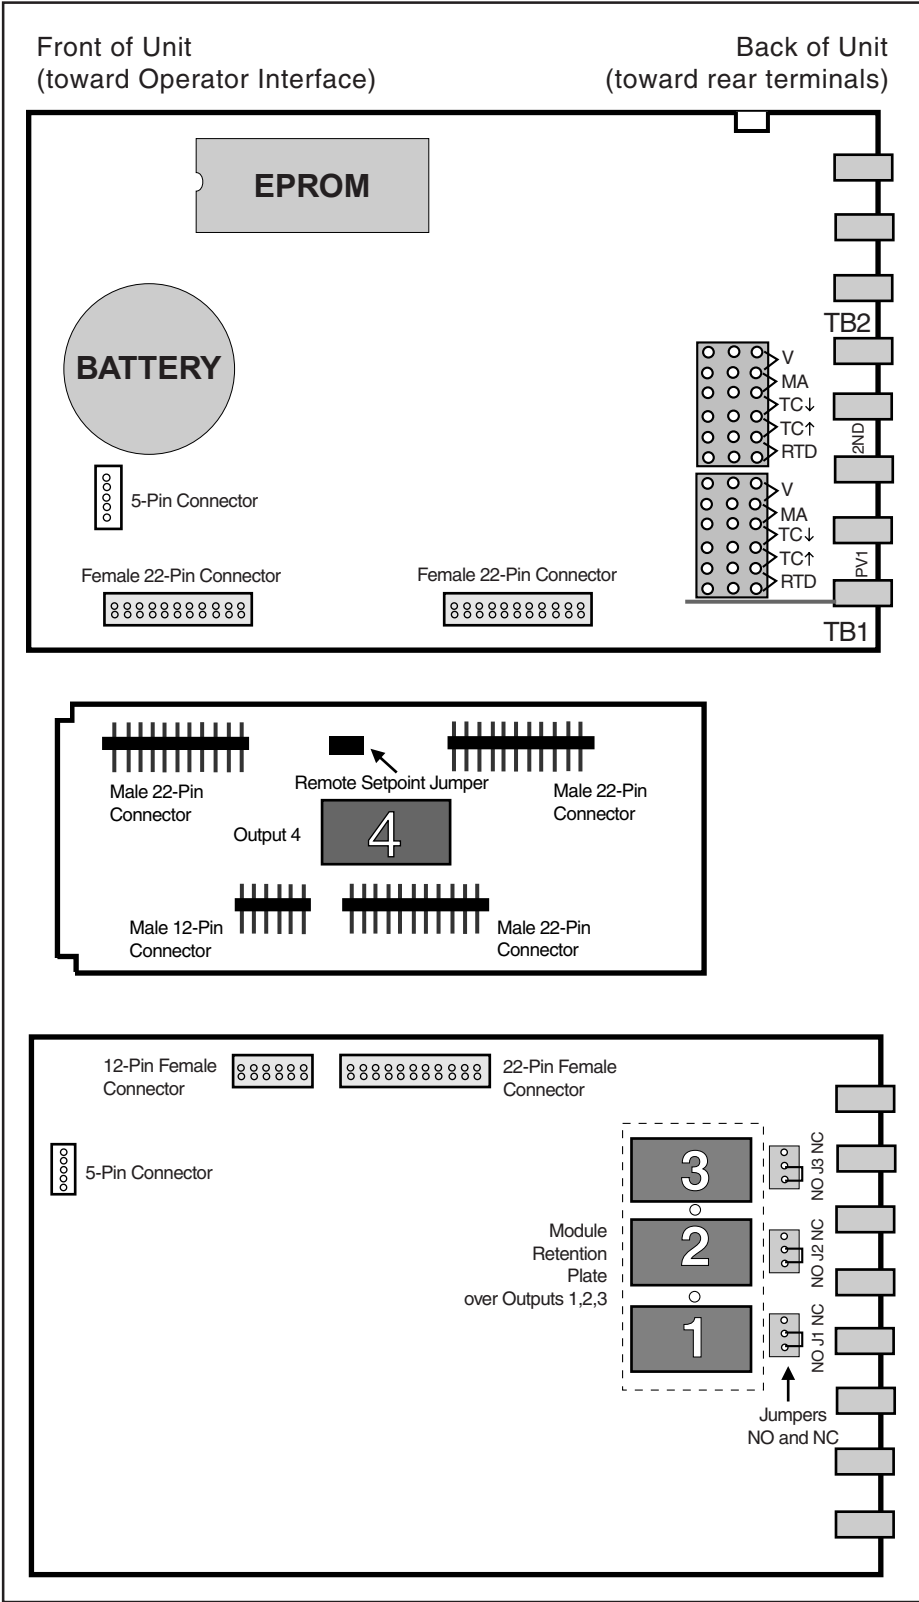 Front of Unit
(toward Operator Interface)
Back of Unit
(toward rear terminals)
EPROM
BATTERY
TB2
V
MA
TC↓
TC↑
RTD
2ND
5-Pin Connector
V
MA
TC↓
TC↑
RTD
PV1
Female 22-Pin Connector
Female 22-Pin Connector
TB1
Remote Setpoint Jumper
Male 22-Pin
Connector
Male 22-Pin
Connector
Output 4
4
Male 12-Pin
Connector
Male 22-Pin
Connector
12-Pin Female
Connector
22-Pin Female
Connector
5-Pin Connector
3
NO J3 NC
2
NO J2 NC
Module
Retention
Plate
over Outputs 1,2,3
1
NO J1 NC
Jumpers
NO and NC